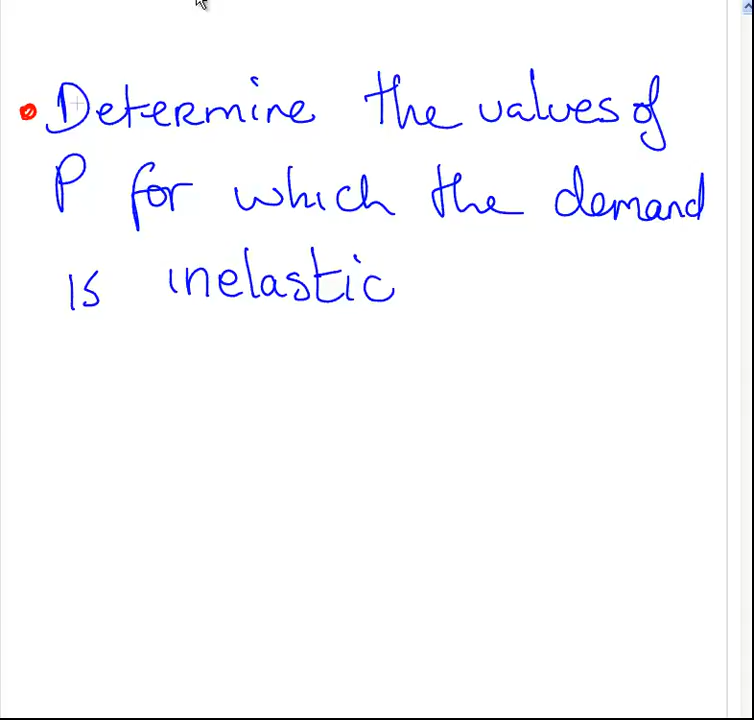 • Determine the values of
P for which the demand
is inelastic